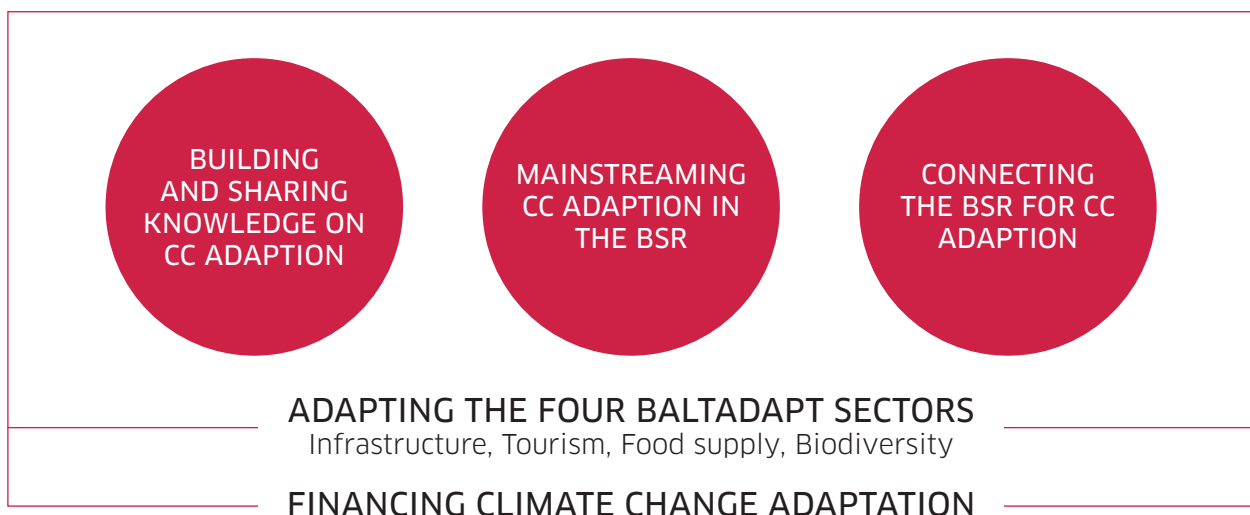 BUILDING
AND SHARING
KNOWLEDGE ON
CC ADAPTION
MAINSTREAMING
CC ADAPTION IN
THE BSR
CONNECTING
THE BSR FOR CC
ADAPTION
ADAPTING THE FOUR BALTADAPT SECTORS
Infrastructure, Tourism, Food supply, Biodiversity
FINANCING CLIMATE CHANGE ADAPTATION